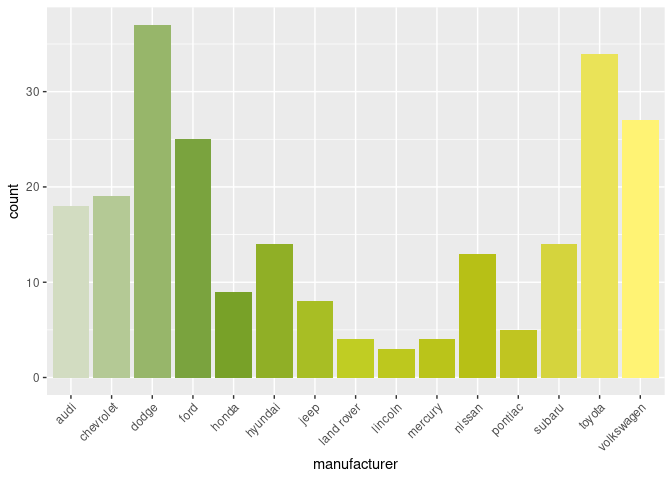 count
30
20
10
0
audi
chevrolet
dodge
ford
honda
hyundai
jeep
land rover
lincoln
mercury
nissan
pontiac
subaru
toyota
volkswagen
manufacturer